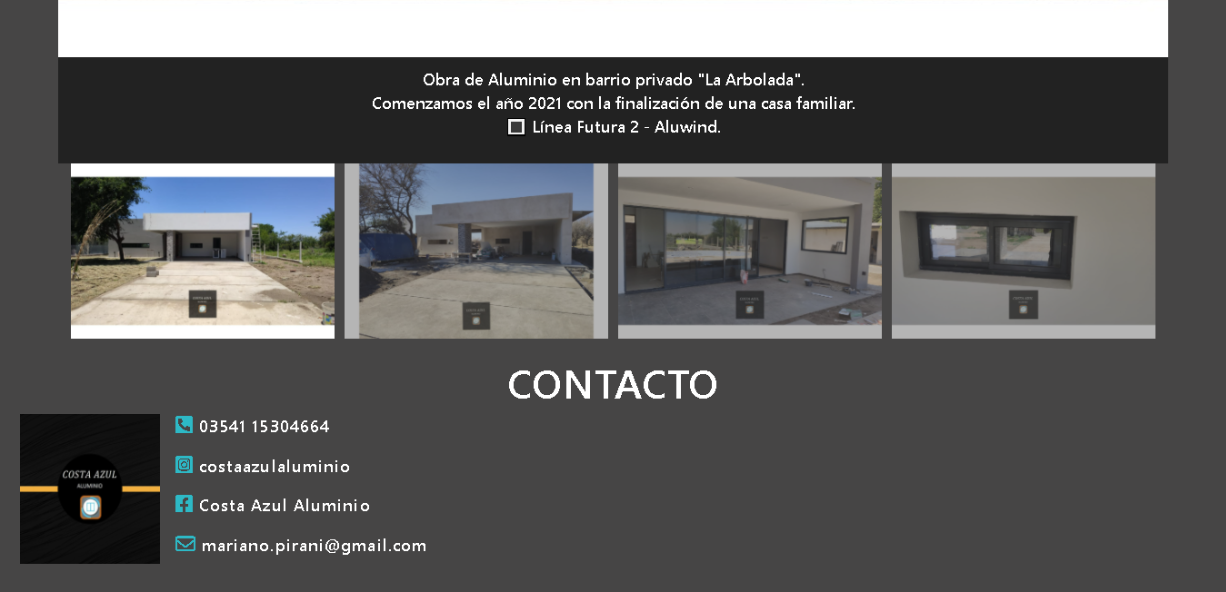 Obra de Aluminio en barrio privado "La Arbolada".
Comenzamos el año 2021 con la finalización de una casa familiar.
Línea Futura 2 - Aluwind.
CONTACTO
COSTA AZUL
ALUMINIO
03541 15304664
costaazulaluminio
Costa Azul Aluminio
mariano.pirani@gmail.com